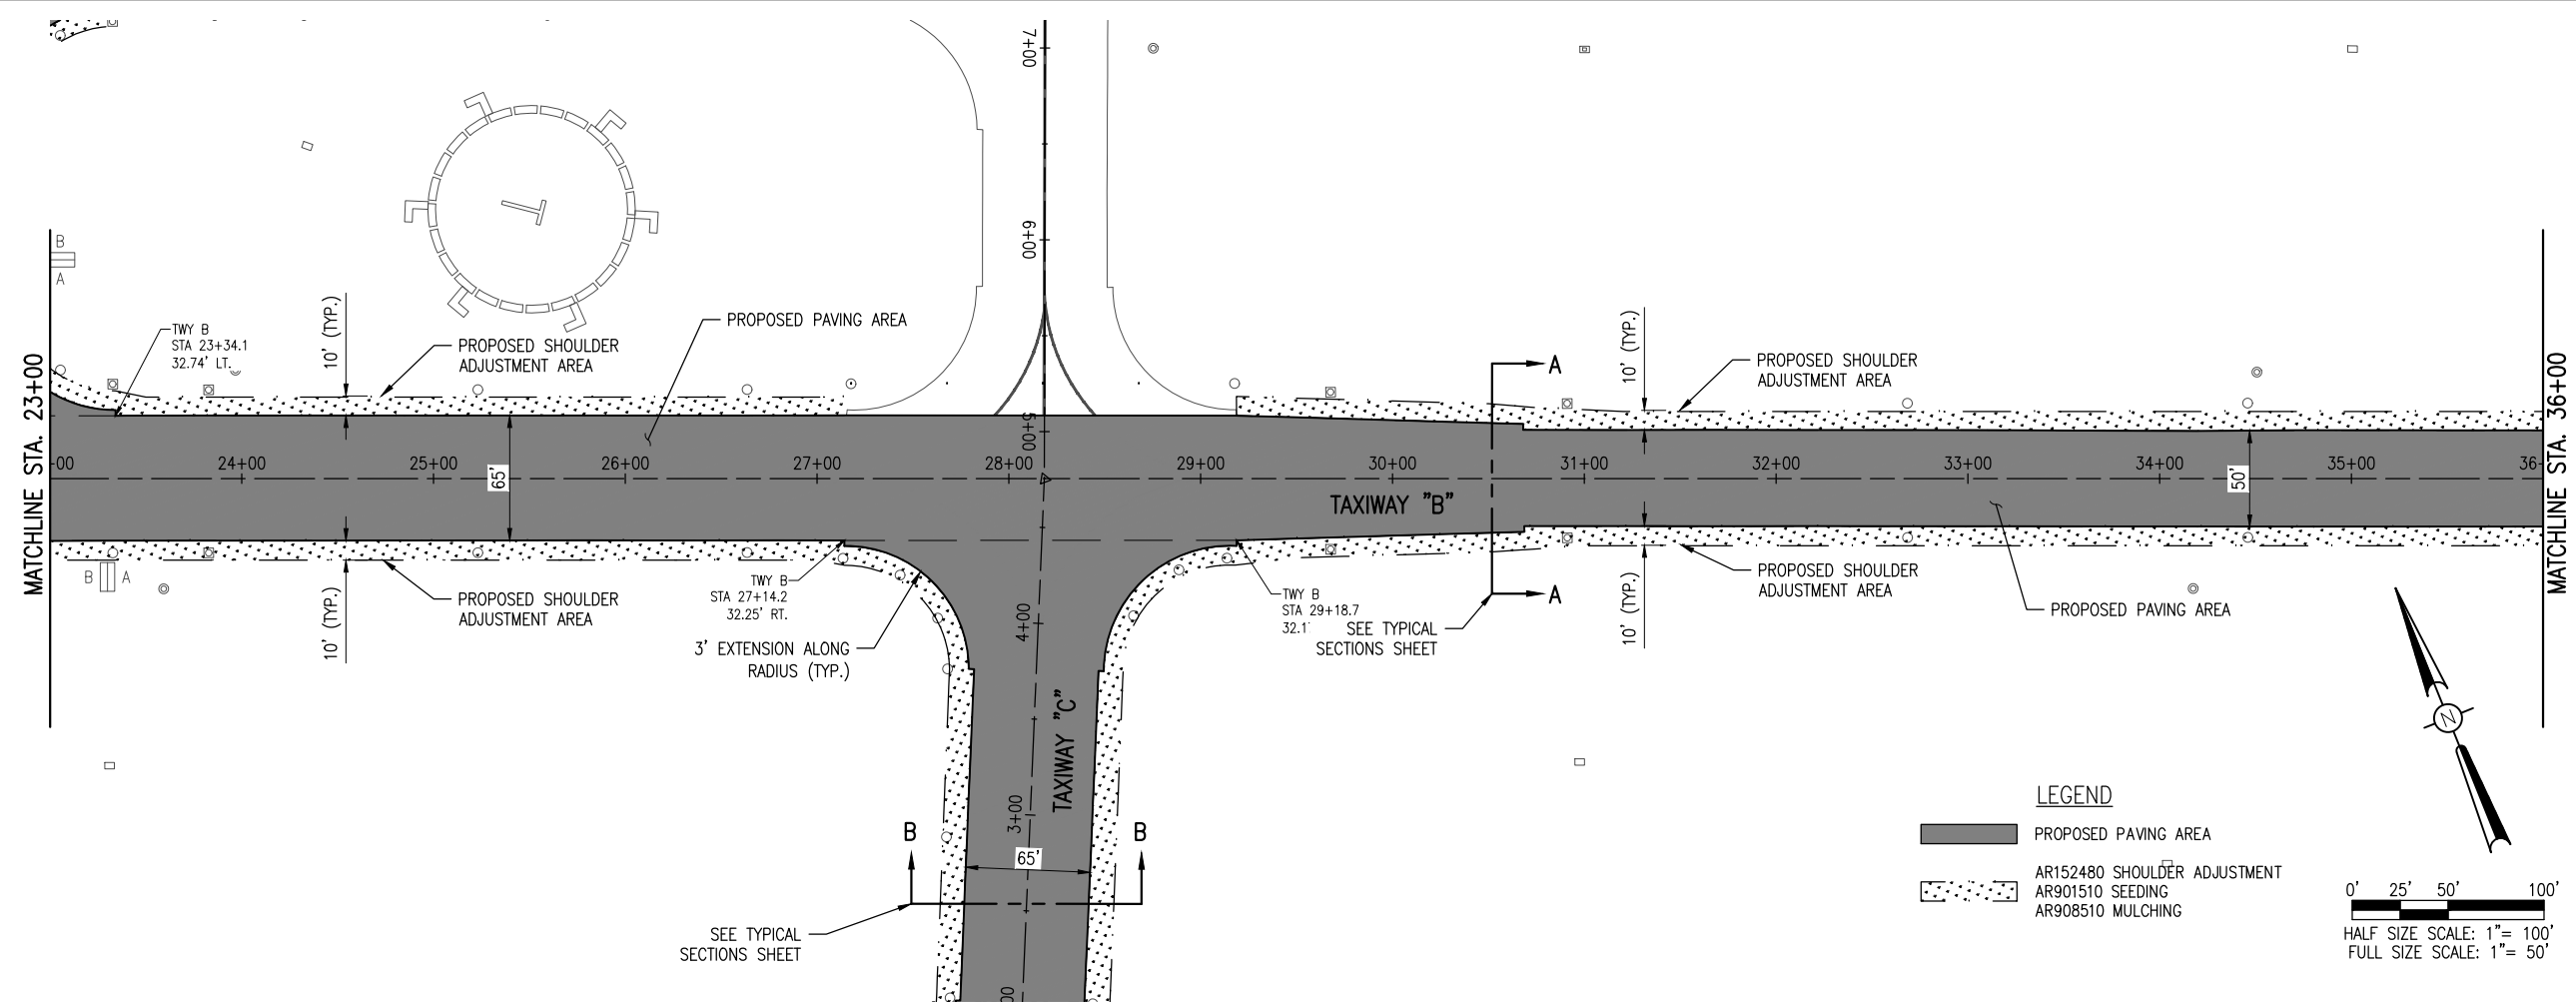 7+00
6+00
5+00
4+00
3+00
B
A
MATCHLINE STA. 23+00
TWY B
STA 23+34.1
32.74' LT.
10' (TYP.)
PROPOSED SHOULDER
ADJUSTMENT AREA
PROPOSED PAVING AREA
A
10' (TYP.)
PROPOSED SHOULDER
ADJUSTMENT AREA
MATCHLINE STA. 36+00
-00
24+00
25+00
26+00
27+00
28+00
29+00
30+00
31+00
32+00
33+00
34+00
35+00
36-
65'
TAXIWAY "B"
50'
B
A
10' (TYP.)
PROPOSED SHOULDER
ADJUSTMENT AREA
TWY B
STA 27+14.2
32.25' RT.
3' EXTENSION ALONG
RADIUS (TYP.)
TWY B
STA 29+18.7
32.1
SEE TYPICAL
SECTIONS SHEET
A
10' (TYP.)
PROPOSED SHOULDER
ADJUSTMENT AREA
PROPOSED PAVING AREA
TAXIWAY "C"
B
B
65'
SEE TYPICAL
SECTIONS SHEET
00
N
LEGEND
PROPOSED PAVING AREA
AR152480 SHOULDER ADJUSTMENT
AR901510 SEEDING
AR908510 MULCHING
0' 25' 50' 100'
HALF SIZE SCALE: 1"= 100'
FULL SIZE SCALE: 1"= 50'